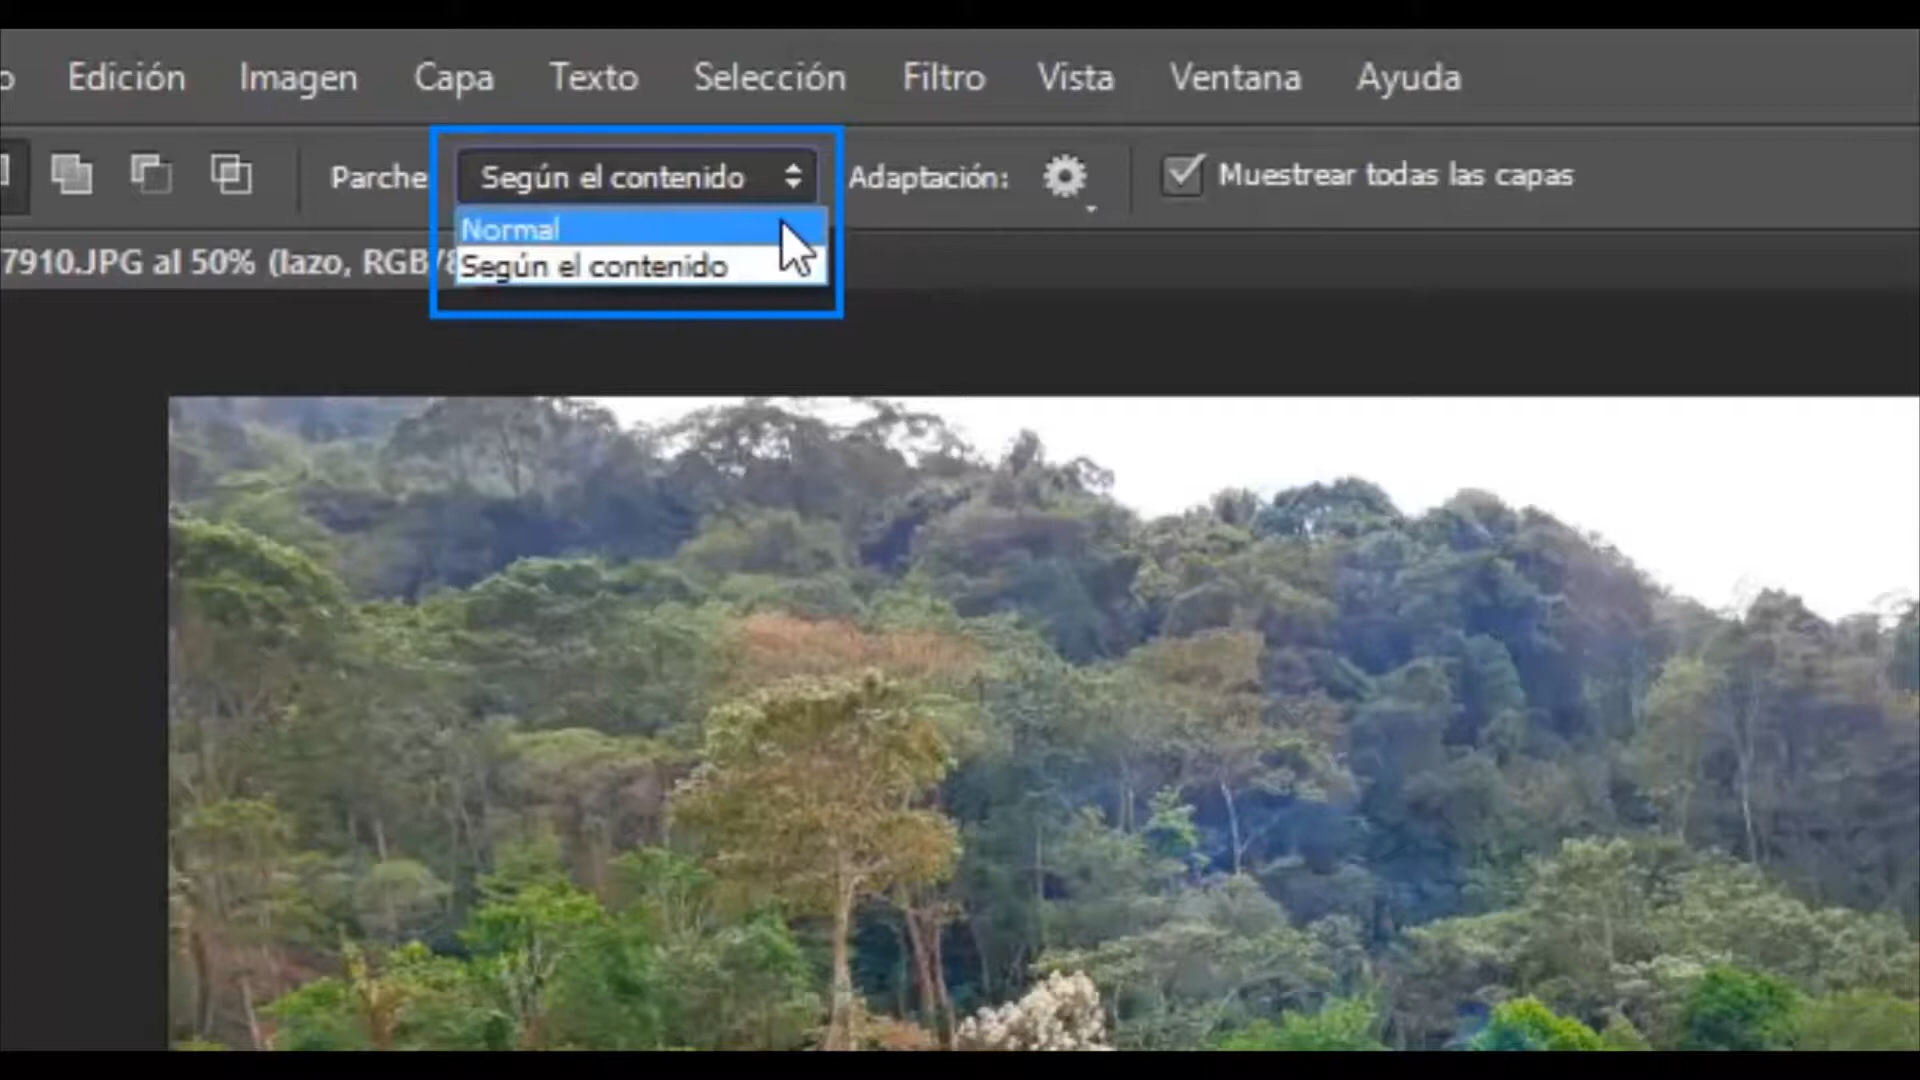 o Edición Imagen Capa Texto Selección Filtro Vista Ventana Ayuda
Parche Según el contenido Adaptación: Muestrear todas las capas
Normal
7910.JPG al 50% (lazo, RGB/8
Según el contenido